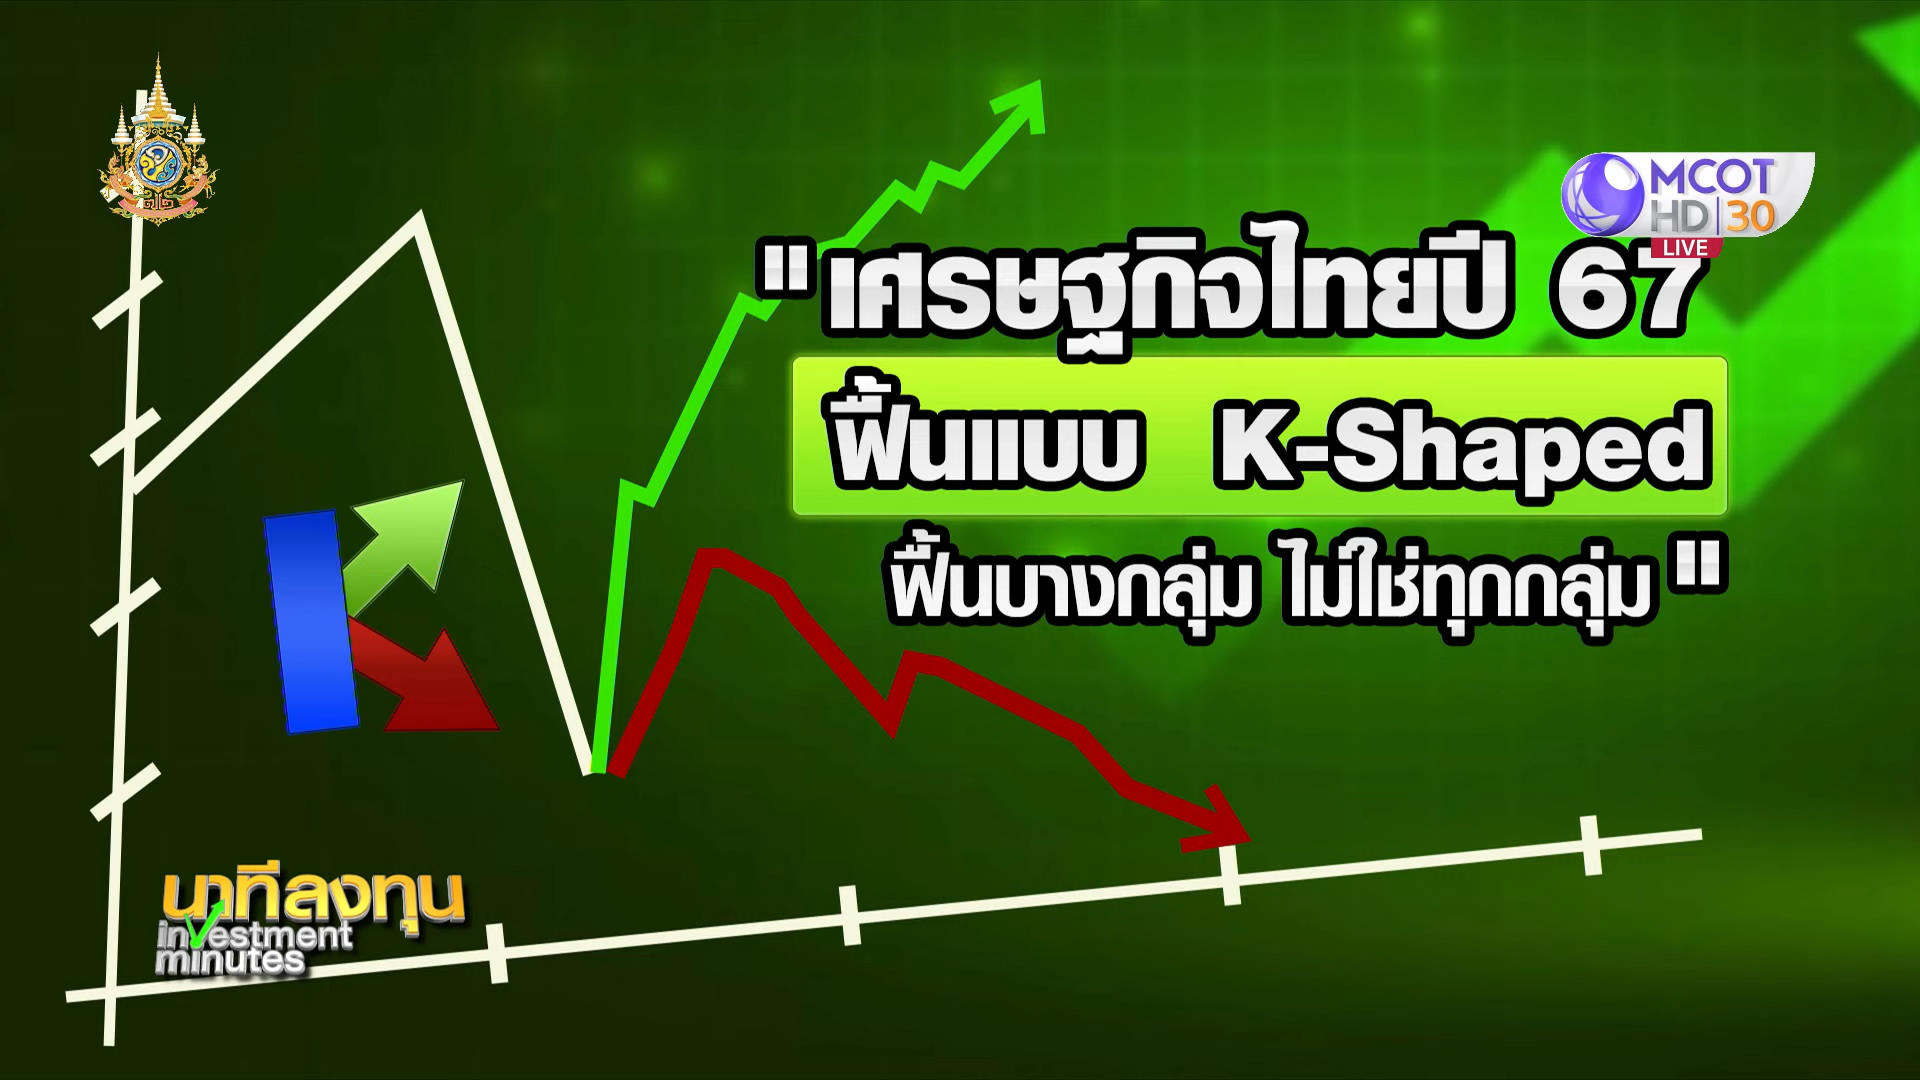 MCOT
HD 30
LIVE
"เศรษฐกิจไทยปี 67
ฟื้นแบบ K-Shaped
ฟื้นบางกลุ่ม ไม่ใช่ทุกกลุ่ม"
นาทีลงทุน
investment
minutes